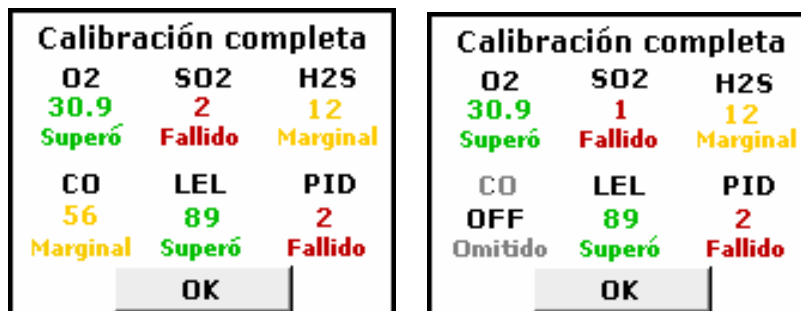 Calibración completa
O2 SO2 H2S
30.9 2 12
Superó Fallido Marginal
CO LEL PID
56 89 2
Marginal Superó Fallido
OK
Calibración completa
O2 SO2 H2S
30.9 1 12
Superó Fallido Marginal
CO LEL PID
OFF 89 2
Omitido Superó Fallido
OK